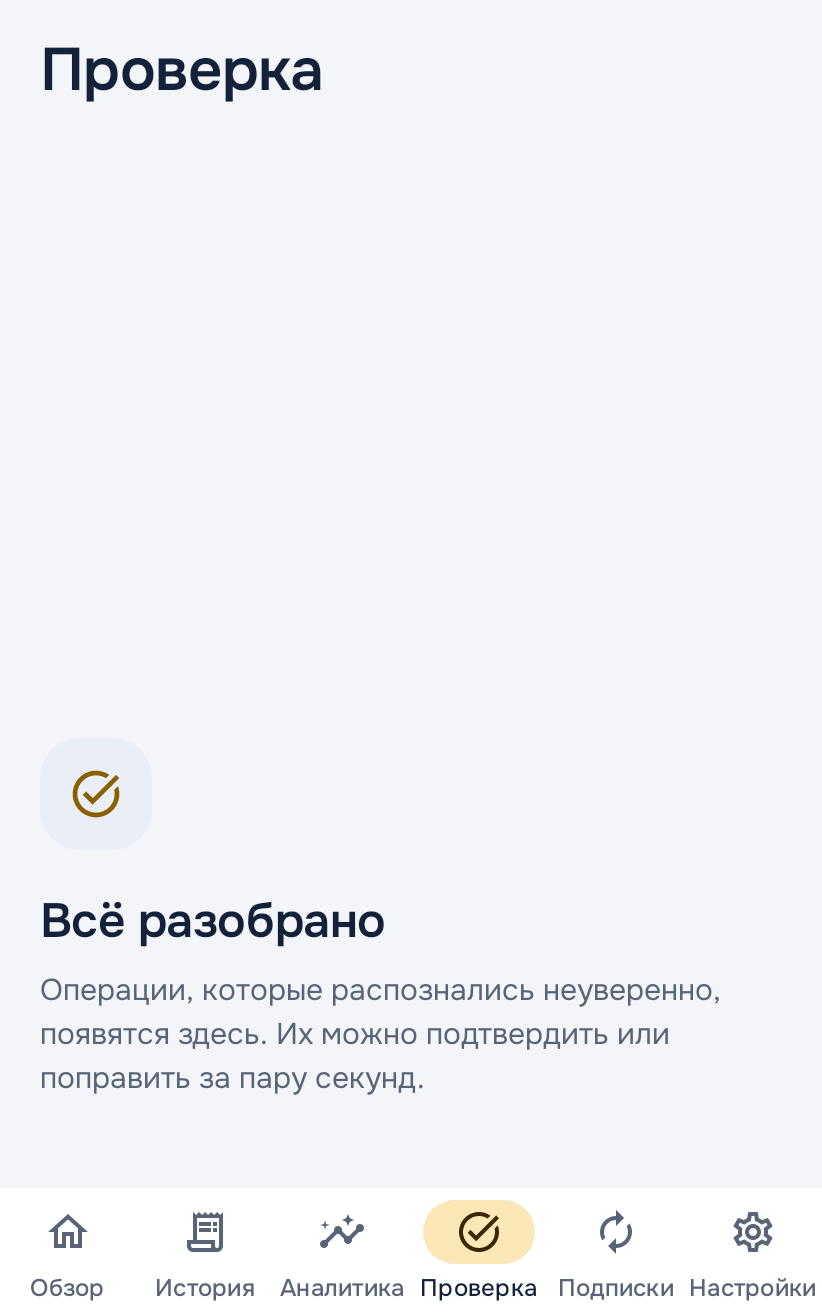 Проверка
Всё разобрано
Операции, которые распознались неуверенно,
появятся здесь. Их можно подтвердить или
поправить за пару секунд.
Обзор
История
Аналитика
Проверка
Подписки
Настройки